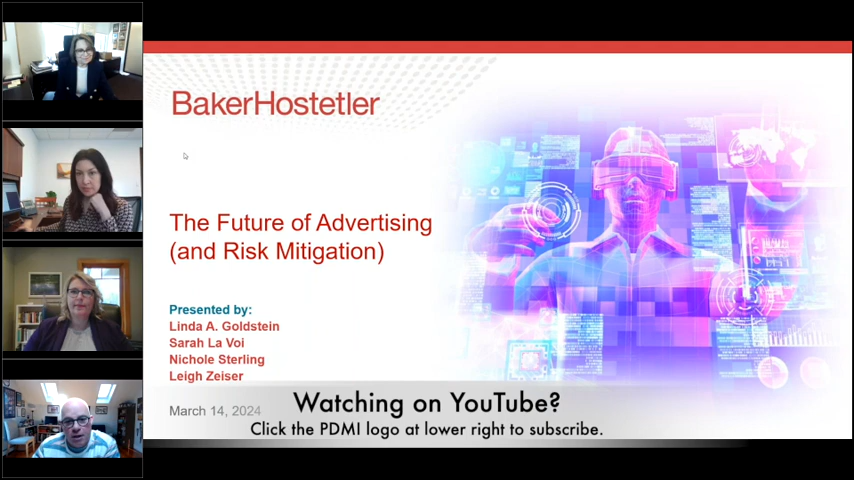 BakerHostetler
The Future of Advertising
(and Risk Mitigation)
Presented by:
Linda A. Goldstein
Sarah La Voi
Nichole Sterling
Leigh Zeiser
March 14, 2024
Watching on YouTube?
Click the PDMI logo at lower right to subscribe.